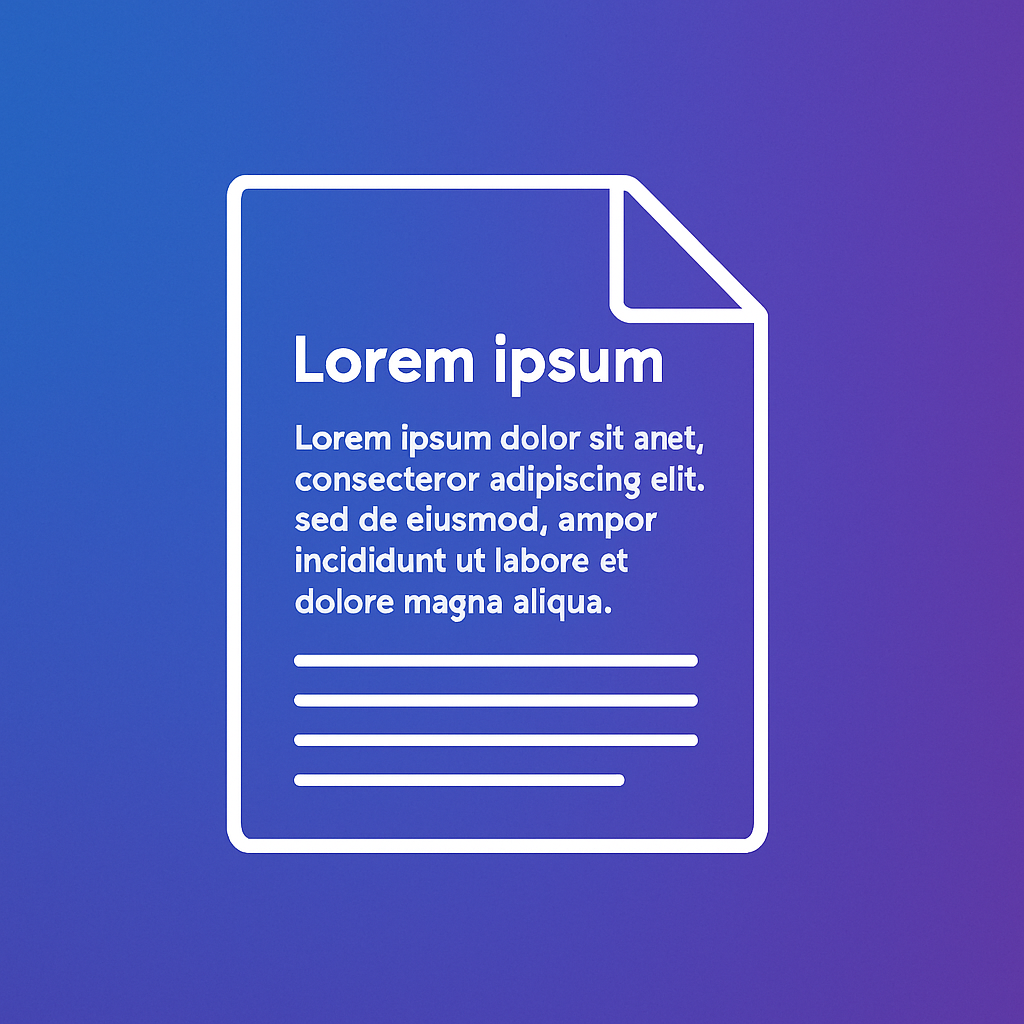 Lorem ipsum
Lorem ipsum dolor sit anet,
consecteror adipiscing elit.
sed de eiusmod, ampor
incididunt ut labore et
dolore magna aliqua.